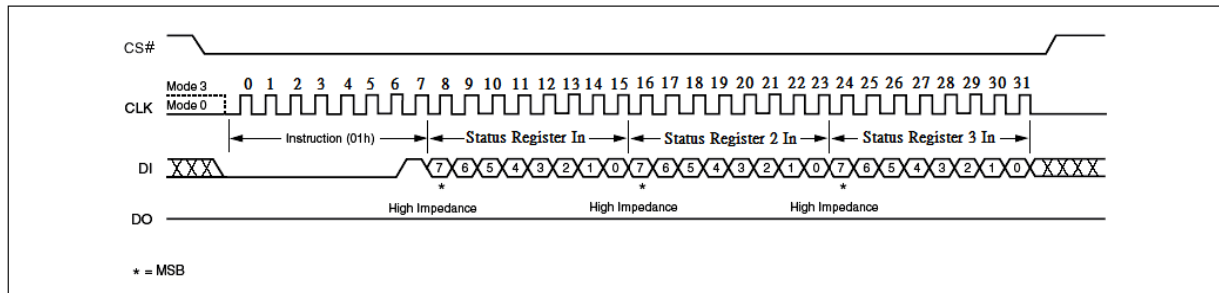 CS#
Mode 3
0 1 2 3 4 5 6 7 8 9 10 11 12 13 14 15 16 17 18 19 20 21 22 23 24 25 26 27 28 29 30 31
CLK
Mode 0
Instruction (01h) Status Register In Status Register 2 In Status Register 3 In
DI 7 6 5 4 3 2 1 0 7 6 5 4 3 2 1 0 7 6 5 4 3 2 1 0
* * *
High Impedance High Impedance High Impedance
DO
* = MSB